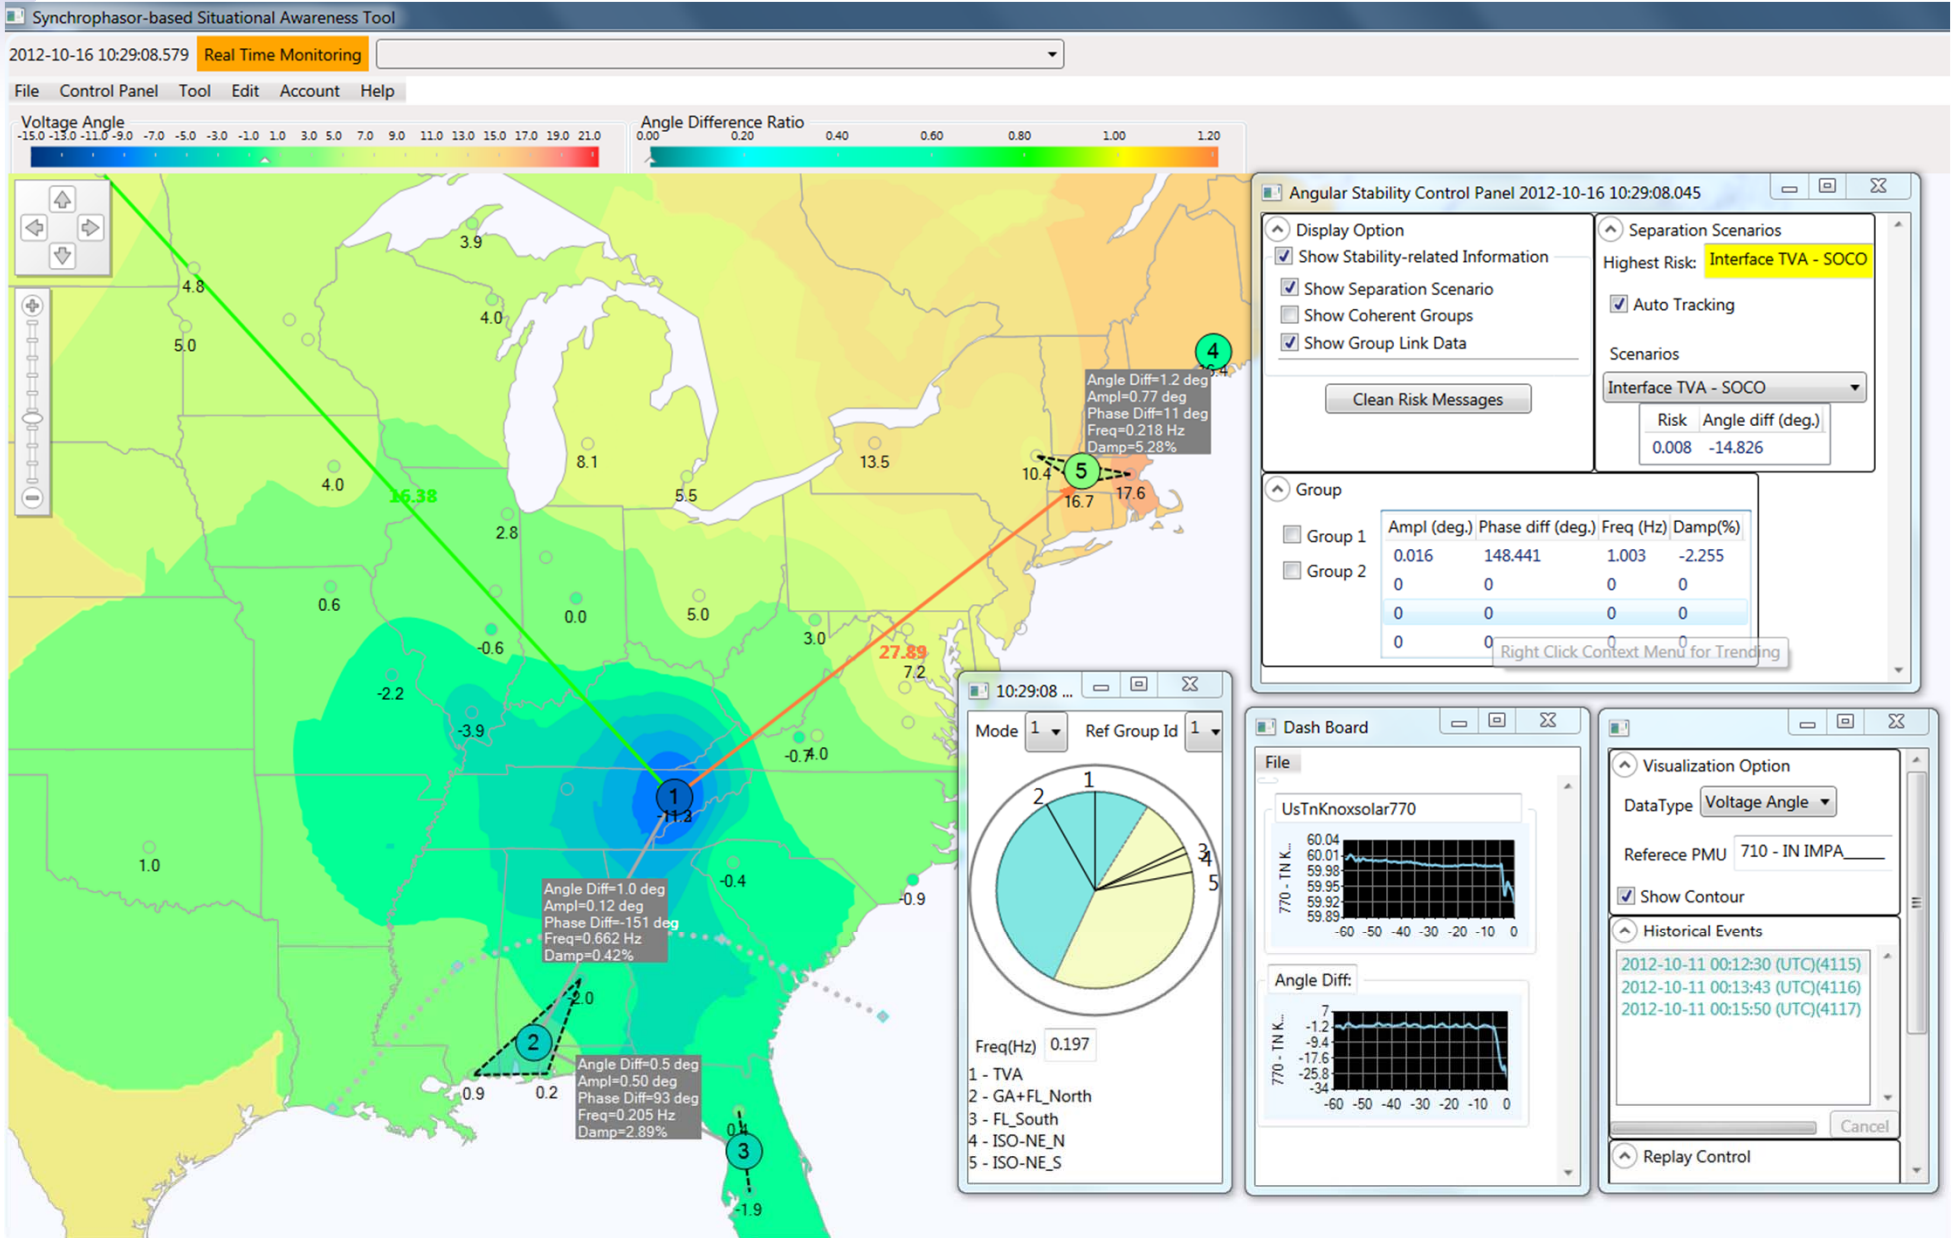 Synchrophasor-based Situational Awareness Tool
2012-10-16 10:29:08.579 Real Time Monitoring
File Control Panel Tool Edit Account Help
Voltage Angle
-15.0 -13.0 -11.0 -9.0 -7.0 -5.0 -3.0 -1.0 1.0 3.0 5.0 7.0 9.0 11.0 13.0 15.0 17.0 19.0 21.0
Angle Difference Ratio
0.00 0.20 0.40 0.60 0.80 1.00 1.20
3.9
4.8
4.0
5.0
4
Angle Diff=1.2 deg
Ampl=0.77 deg
Phase Diff=11 deg
Freq=0.218 Hz
Damp=5.28%
8.1
13.5
10.4
5
17.6
16.7
4.0
16.38
5.5
2.8
0.6
0.0
5.0
3.0
-0.6
27.89
7.2
-2.2
-3.9
-0.7
4.0
1
-11.3
1.0
-0.4
-0.9
Angle Diff=1.0 deg
Ampl=0.12 deg
Phase Diff=-151 deg
Freq=0.662 Hz
Damp=0.42%
-2.0
2
0.9
0.2
Angle Diff=0.5 deg
Ampl=0.50 deg
Phase Diff=93 deg
Freq=0.205 Hz
Damp=2.89%
3
-1.9
Angular Stability Control Panel 2012-10-16 10:29:08.045
Display Option
Show Stability-related Information
Show Separation Scenario
Show Coherent Groups
Show Group Link Data
Clean Risk Messages
Separation Scenarios
Highest Risk: Interface TVA - SOCO
Auto Tracking
Scenarios
Interface TVA - SOCO
Risk Angle diff (deg.)
0.008 -14.826
Group
Group 1
Group 2
Ampl (deg.) Phase diff (deg.) Freq (Hz) Damp(%)
0.016 148.441 1.003 -2.255
0 0 0 0
0 0 0 0
0 0 0 0
Right Click Context Menu for Trending
10:29:08 ...
Mode 1 Ref Group Id 1
1
2
3
4
5
Freq(Hz) 0.197
1 - TVA
2 - GA+FL_North
3 - FL_South
4 - ISO-NE_N
5 - ISO-NE_S
Dash Board
File
UsTnKnoxsolar770
770 - TN K...
60.04
60.01
59.98
59.95
59.92
59.89
-60 -50 -40 -30 -20 -10 0
Angle Diff:
770 - TN K...
7
-1.2
-9.4
-17.6
-25.8
-34
-60 -50 -40 -30 -20 -10 0
Visualization Option
DataType Voltage Angle
Referece PMU 710 - IN IMPA____
Show Contour
Historical Events
2012-10-11 00:12:30 (UTC)(4115)
2012-10-11 00:13:43 (UTC)(4116)
2012-10-11 00:15:50 (UTC)(4117)
Cancel
Replay Control